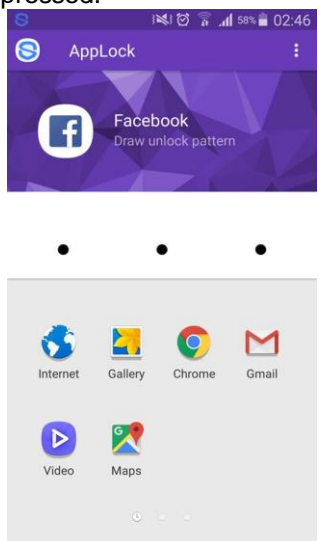 pressed.
58% 02:46
AppLock
Facebook
Draw unlock pattern
Internet Gallery Chrome Gmail
Video Maps